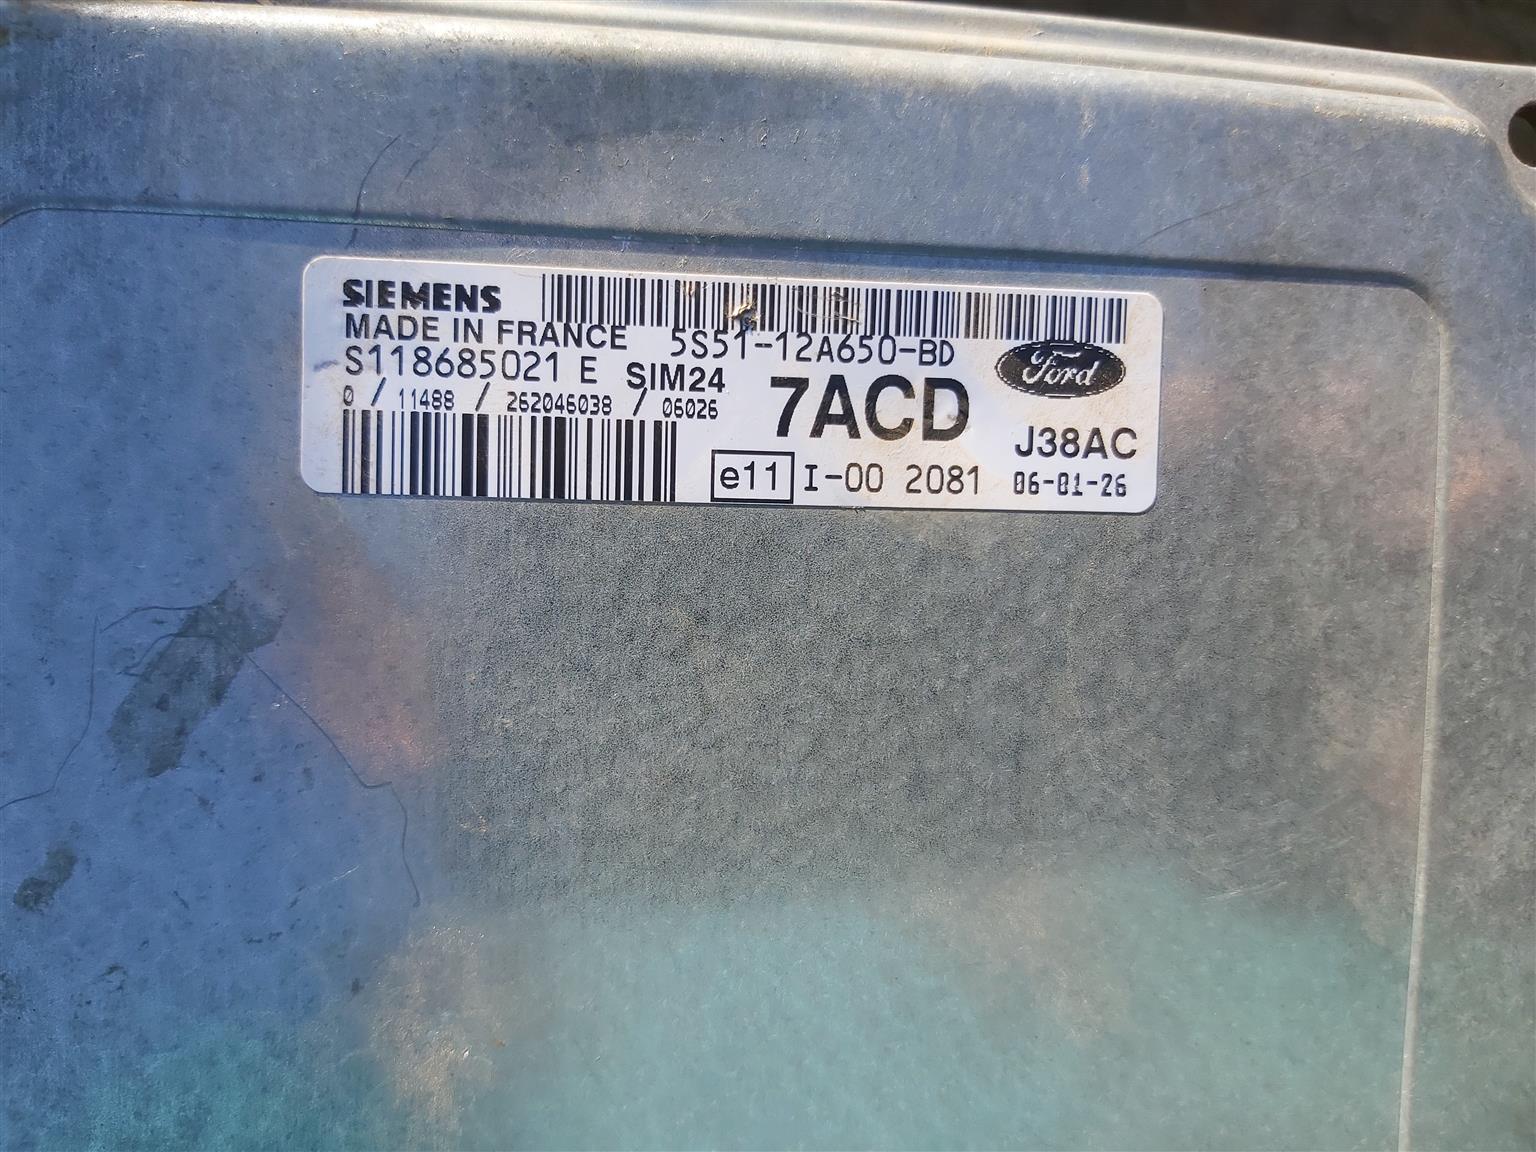 SIEMENS
MADE IN FRANCE 5S51-12A650-BD
S118685021 E SIM24 Ford
0 / 11488 / 262046038 / 06026 7ACD
J38AC
e11 I-00 2081 06-01-26